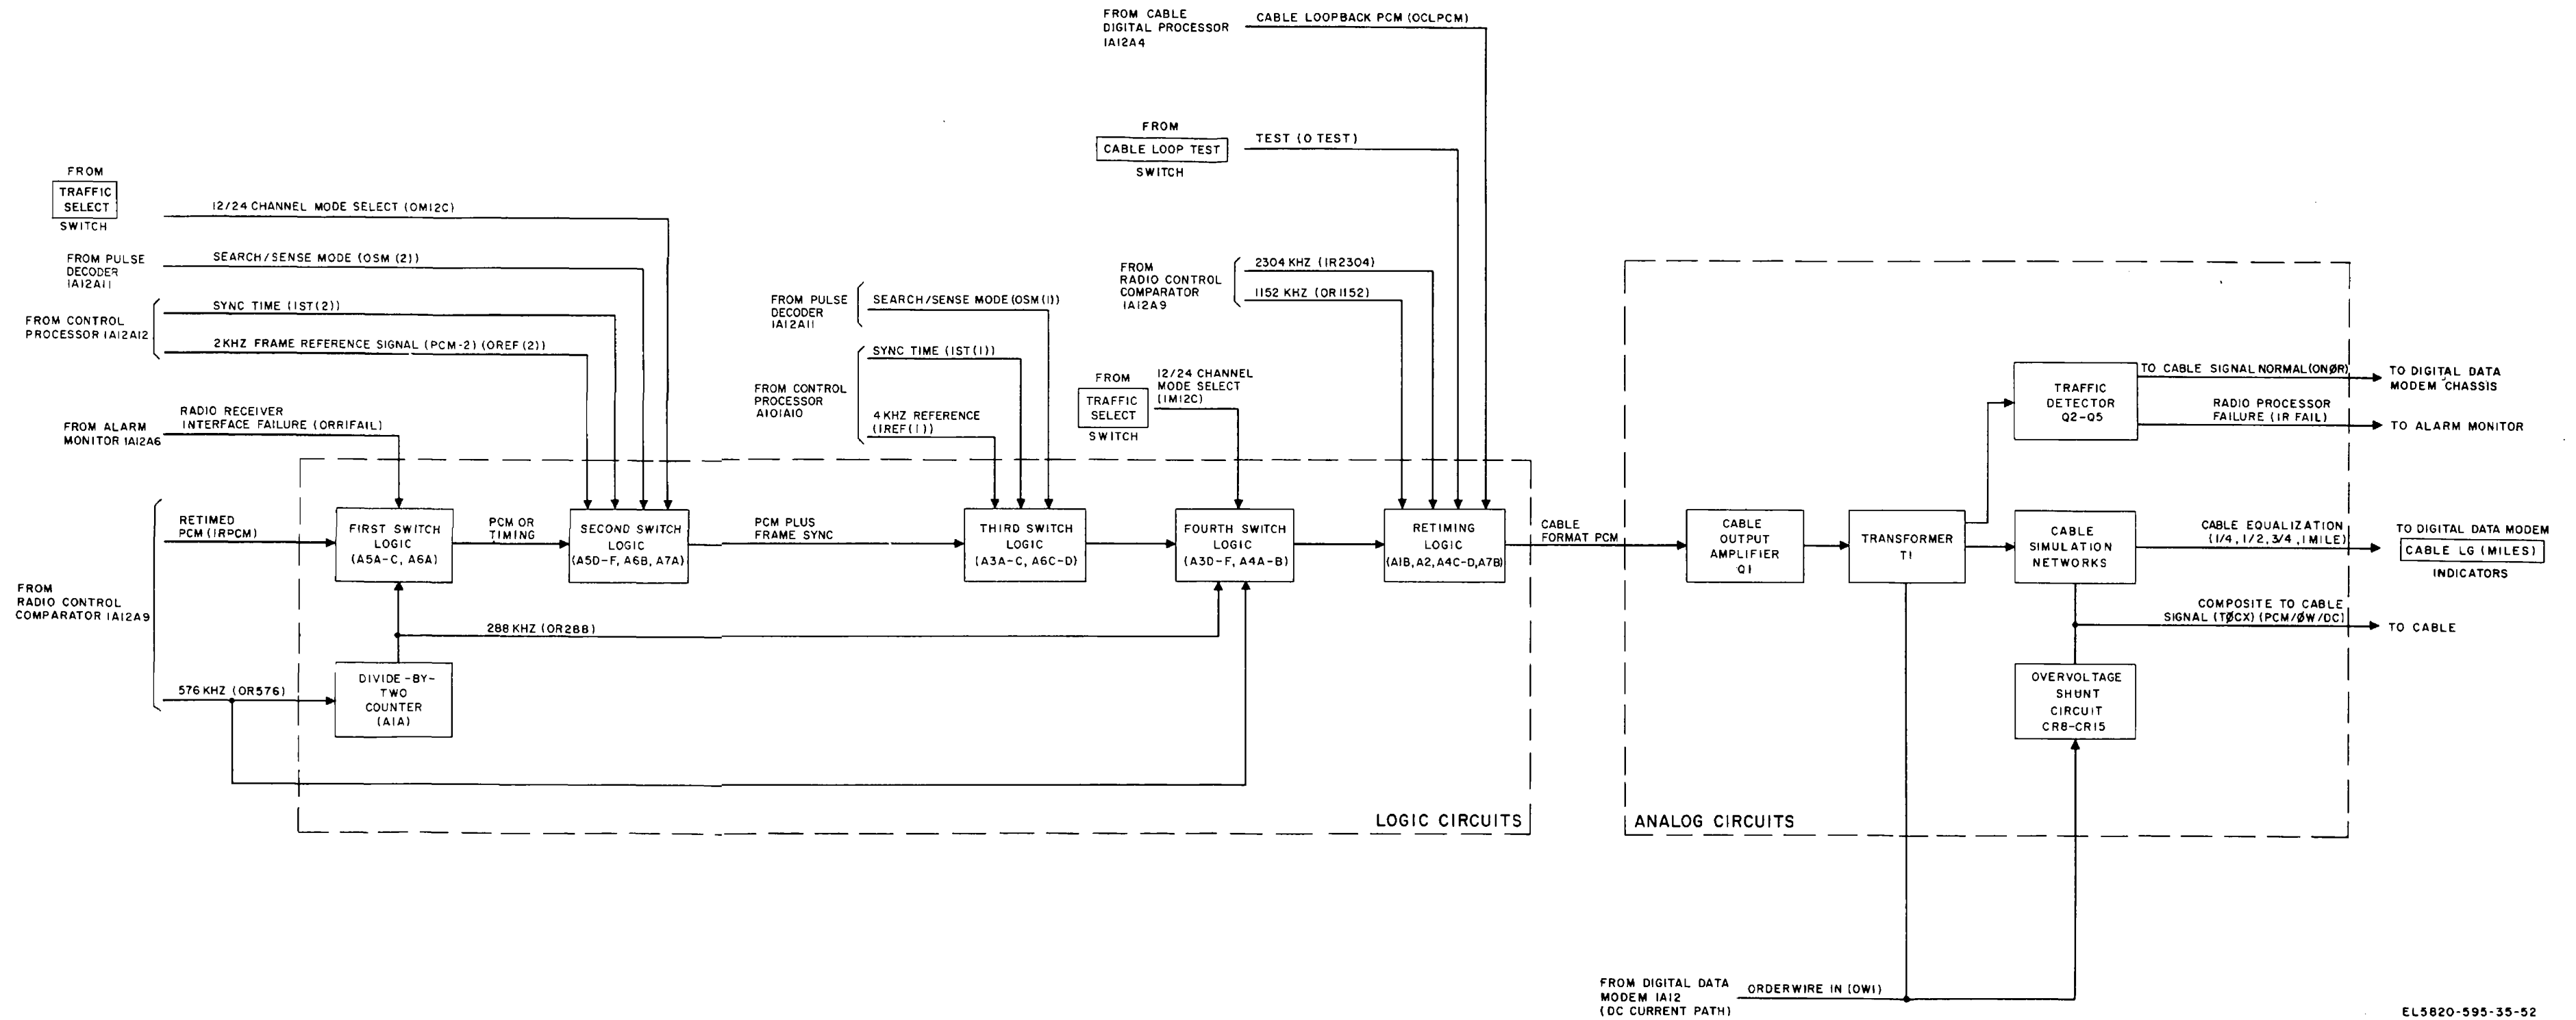 FROM CABLE
DIGITAL PROCESSOR
1A12A4
CABLE LOOPBACK PCM (OCLPCM)
FROM
CABLE LOOP TEST
SWITCH
TEST (O TEST)
FROM
TRAFFIC
SELECT
SWITCH
12/24 CHANNEL MODE SELECT (OM12C)
FROM PULSE
DECODER
1A12A11
SEARCH/SENSE MODE (OSM (2))
FROM CONTROL
PROCESSOR 1A12A12
SYNC TIME (1ST(2))
2KHZ FRAME REFERENCE SIGNAL (PCM-2) (OREF(2))
FROM ALARM
MONITOR 1A12A6
RADIO RECEIVER
INTERFACE FAILURE (ORRIFAIL)
FROM PULSE
DECODER
1A12A11
SEARCH/SENSE MODE(OSM(1))
FROM CONTROL
PROCESSOR
A101A10
SYNC TIME (1ST(1))
4KHZ REFERENCE
(1REF(1))
FROM
RADIO CONTROL
COMPARATOR
1A12A9
2304 KHZ (1R2304)
1152 KHZ (OR1152)
FROM
TRAFFIC
SELECT
SWITCH
12/24 CHANNEL
MODE SELECT
(1M12C)
FROM
RADIO CONTROL
COMPARATOR 1A12A9
RETIMED
PCM (1RPCM)
576 KHZ (OR576)
FIRST SWITCH
LOGIC
(A5A-C, A6A)
PCM OR
TIMING
SECOND SWITCH
LOGIC
(A5D-F, A6B, A7A)
PCM PLUS
FRAME SYNC
THIRD SWITCH
LOGIC
(A3A-C, A6C-D)
FOURTH SWITCH
LOGIC
(A3D-F, A4A-B)
RETIMING
LOGIC
(A1B, A2, A4C-D, A7B)
288 KHZ (OR288)
DIVIDE-BY-
TWO
COUNTER
(A1A)
LOGIC CIRCUITS
CABLE
FORMAT PCM
CABLE
OUTPUT
AMPLIFIER
Q1
TRANSFORMER
T1
TRAFFIC
DETECTOR
Q2-Q5
CABLE
SIMULATION
NETWORKS
OVERVOLTAGE
SHUNT
CIRCUIT
CR8-CR15
ANALOG CIRCUITS
TO CABLE SIGNAL NORMAL(ONØR)
TO DIGITAL DATA
MODEM CHASSIS
RADIO PROCESSOR
FAILURE (1R FAIL)
TO ALARM MONITOR
CABLE EQUALIZATION
(1/4, 1/2, 3/4, 1 MILE)
TO DIGITAL DATA MODEM
CABLE LG (MILES)
INDICATORS
COMPOSITE TO CABLE
SIGNAL (TØCX) (PCM/ØW/DC)
TO CABLE
FROM DIGITAL DATA
MODEM 1A12
(DC CURRENT PATH)
ORDERWIRE IN (OW1)
EL5820-595-35-52